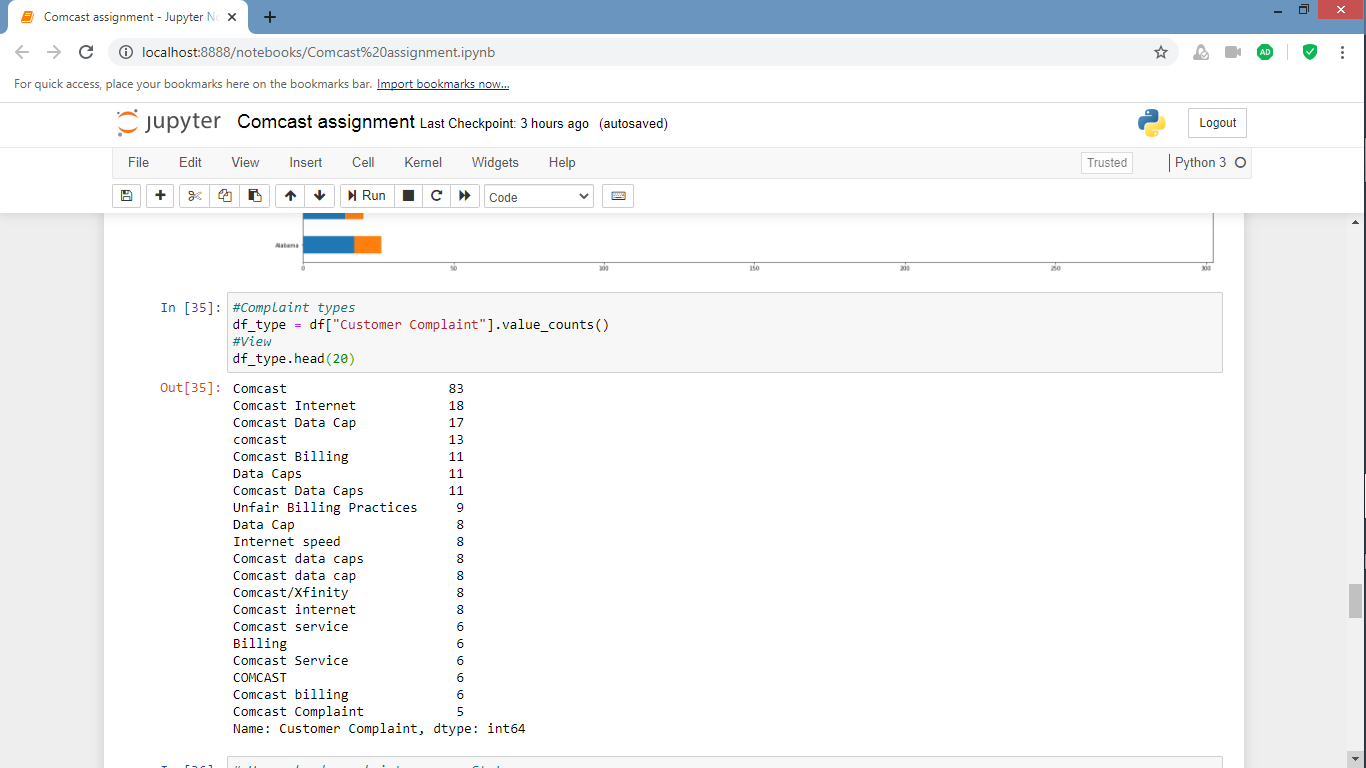 Comcast assignment - Jupyter No
localhost:8888/notebooks/Comcast%20assignment.ipynb
AD
For quick access, place your bookmarks here on the bookmarks bar. Import bookmarks now...
jupyter Comcast assignment Last Checkpoint: 3 hours ago (autosaved)
Logout
File Edit View Insert Cell Kernel Widgets Help
Trusted
Python 3
Run
Code
Alabama
0 50 100 150 200 250 300
In [35]:
#Complaint types
df_type = df["Customer Complaint"].value_counts()
#View
df_type.head(20)
Out[35]:
Comcast 83
Comcast Internet 18
Comcast Data Cap 17
comcast 13
Comcast Billing 11
Data Caps 11
Comcast Data Caps 11
Unfair Billing Practices 9
Data Cap 8
Internet speed 8
Comcast data caps 8
Comcast data cap 8
Comcast/Xfinity 8
Comcast internet 8
Comcast service 6
Billing 6
Comcast Service 6
COMCAST 6
Comcast billing 6
Comcast Complaint 5
Name: Customer Complaint, dtype: int64